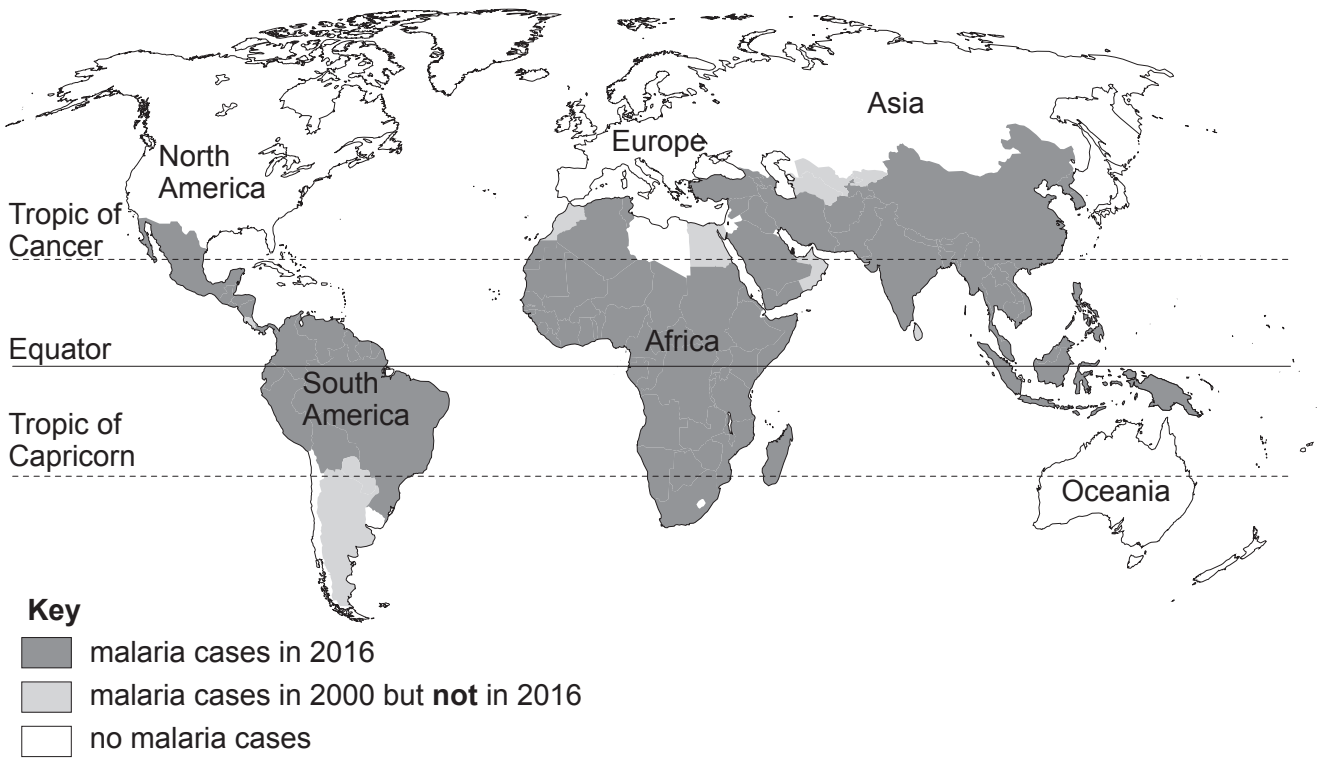 Asia
Europe
North
America
Tropic of
Cancer
Africa
Equator
South
America
Tropic of
Capricorn
Oceania
Key
malaria cases in 2016
malaria cases in 2000 but not in 2016
no malaria cases